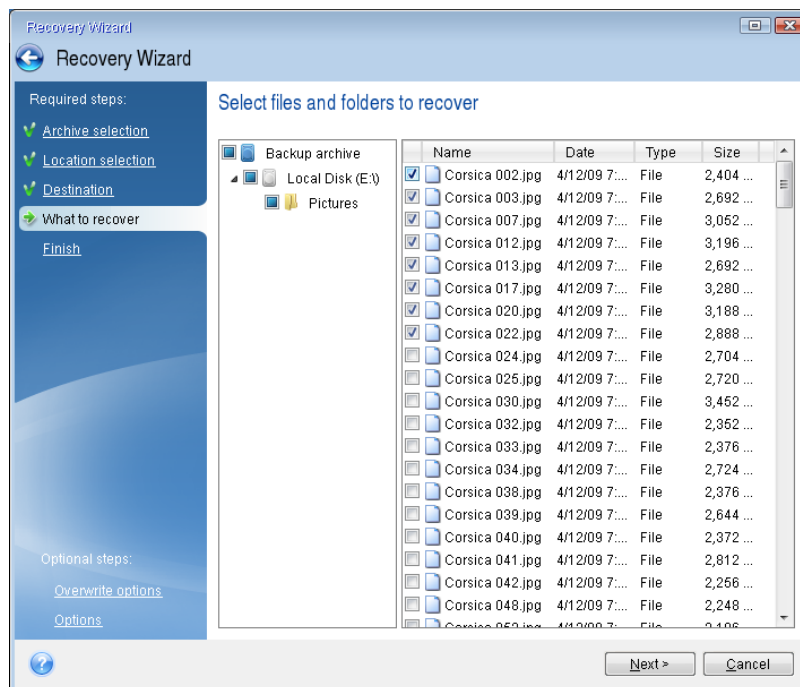 Recovery Wizard
Recovery Wizard
Required steps:
Archive selection
Location selection
Destination
What to recover
Finish
Select files and folders to recover
Backup archive
Local Disk (E:\)
Pictures
Name Date Type Size
Corsica 002.jpg 4/12/09 7:... File 2,404 ...
Corsica 003.jpg 4/12/09 7:... File 2,692 ...
Corsica 007.jpg 4/12/09 7:... File 3,052 ...
Corsica 012.jpg 4/12/09 7:... File 3,196 ...
Corsica 013.jpg 4/12/09 7:... File 2,692 ...
Corsica 017.jpg 4/12/09 7:... File 3,280 ...
Corsica 020.jpg 4/12/09 7:... File 3,188 ...
Corsica 022.jpg 4/12/09 7:... File 2,888 ...
Corsica 024.jpg 4/12/09 7:... File 2,704 ...
Corsica 025.jpg 4/12/09 7:... File 2,720 ...
Corsica 030.jpg 4/12/09 7:... File 3,452 ...
Corsica 032.jpg 4/12/09 7:... File 2,352 ...
Corsica 033.jpg 4/12/09 7:... File 2,376 ...
Corsica 034.jpg 4/12/09 7:... File 2,724 ...
Corsica 038.jpg 4/12/09 7:... File 2,376 ...
Corsica 039.jpg 4/12/09 7:... File 2,644 ...
Corsica 040.jpg 4/12/09 7:... File 2,372 ...
Corsica 041.jpg 4/12/09 7:... File 2,812 ...
Corsica 042.jpg 4/12/09 7:... File 2,256 ...
Corsica 048.jpg 4/12/09 7:... File 2,248 ...
Optional steps:
Overwrite options
Options
Next >
Cancel